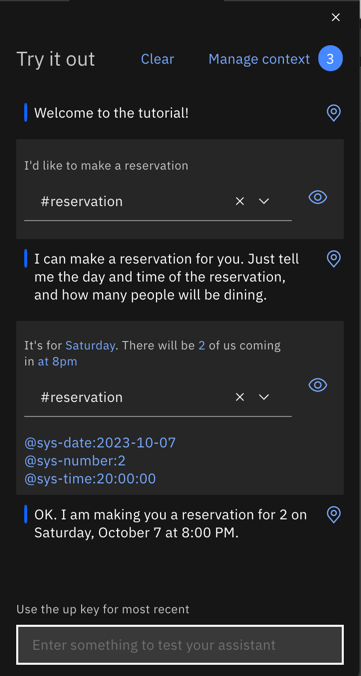 Try it out
Clear
Manage context
3
Welcome to the tutorial!
I'd like to make a reservation
#reservation
I can make a reservation for you. Just tell
me the day and time of the reservation,
and how many people will be dining.
It's for Saturday. There will be 2 of us coming
in at 8pm
#reservation
@sys-date:2023-10-07
@sys-number:2
@sys-time:20:00:00
OK. I am making you a reservation for 2 on
Saturday, October 7 at 8:00 PM.
Use the up key for most recent
Enter something to test your assistant